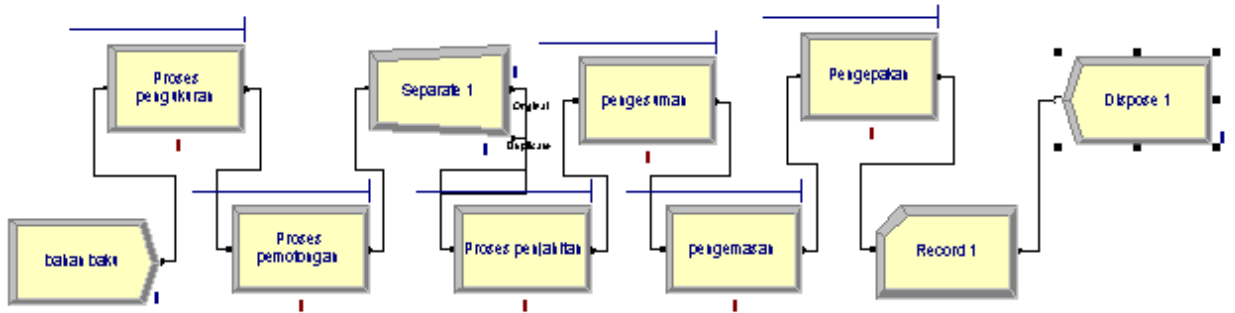 bahan baku
Proses
pengukuran
Proses
pemotongan
Separate 1
Original
Duplicate
Proses penjahitan
pengesuman
pengemasan
Pengepakan
Record 1
Dispose 1